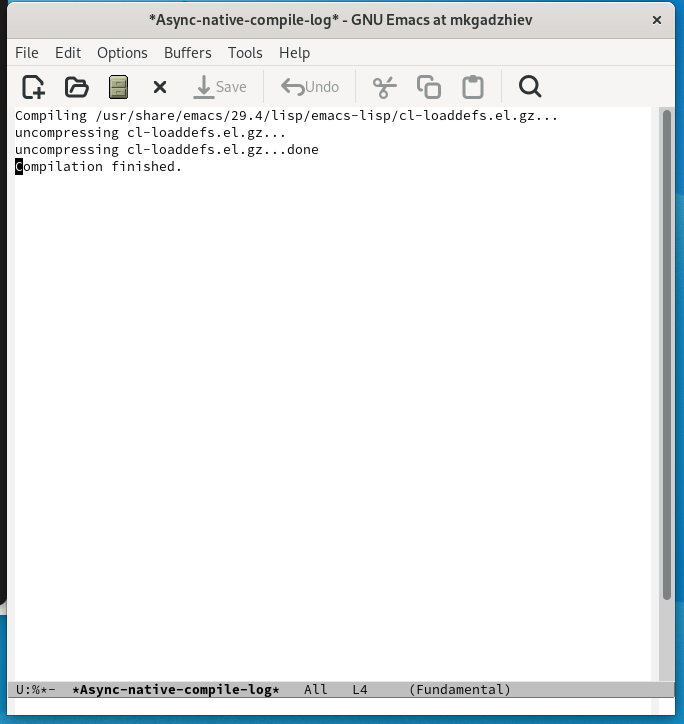 *Async-native-compile-log* - GNU Emacs at mkgadzhiev
File Edit Options Buffers Tools Help
Save Undo
Compiling /usr/share/emacs/29.4/lisp/emacs-lisp/cl-loaddefs.el.gz...
uncompressing cl-loaddefs.el.gz...
uncompressing cl-loaddefs.el.gz...done
Compilation finished.
U:%*- *Async-native-compile-log* All L4 (Fundamental)